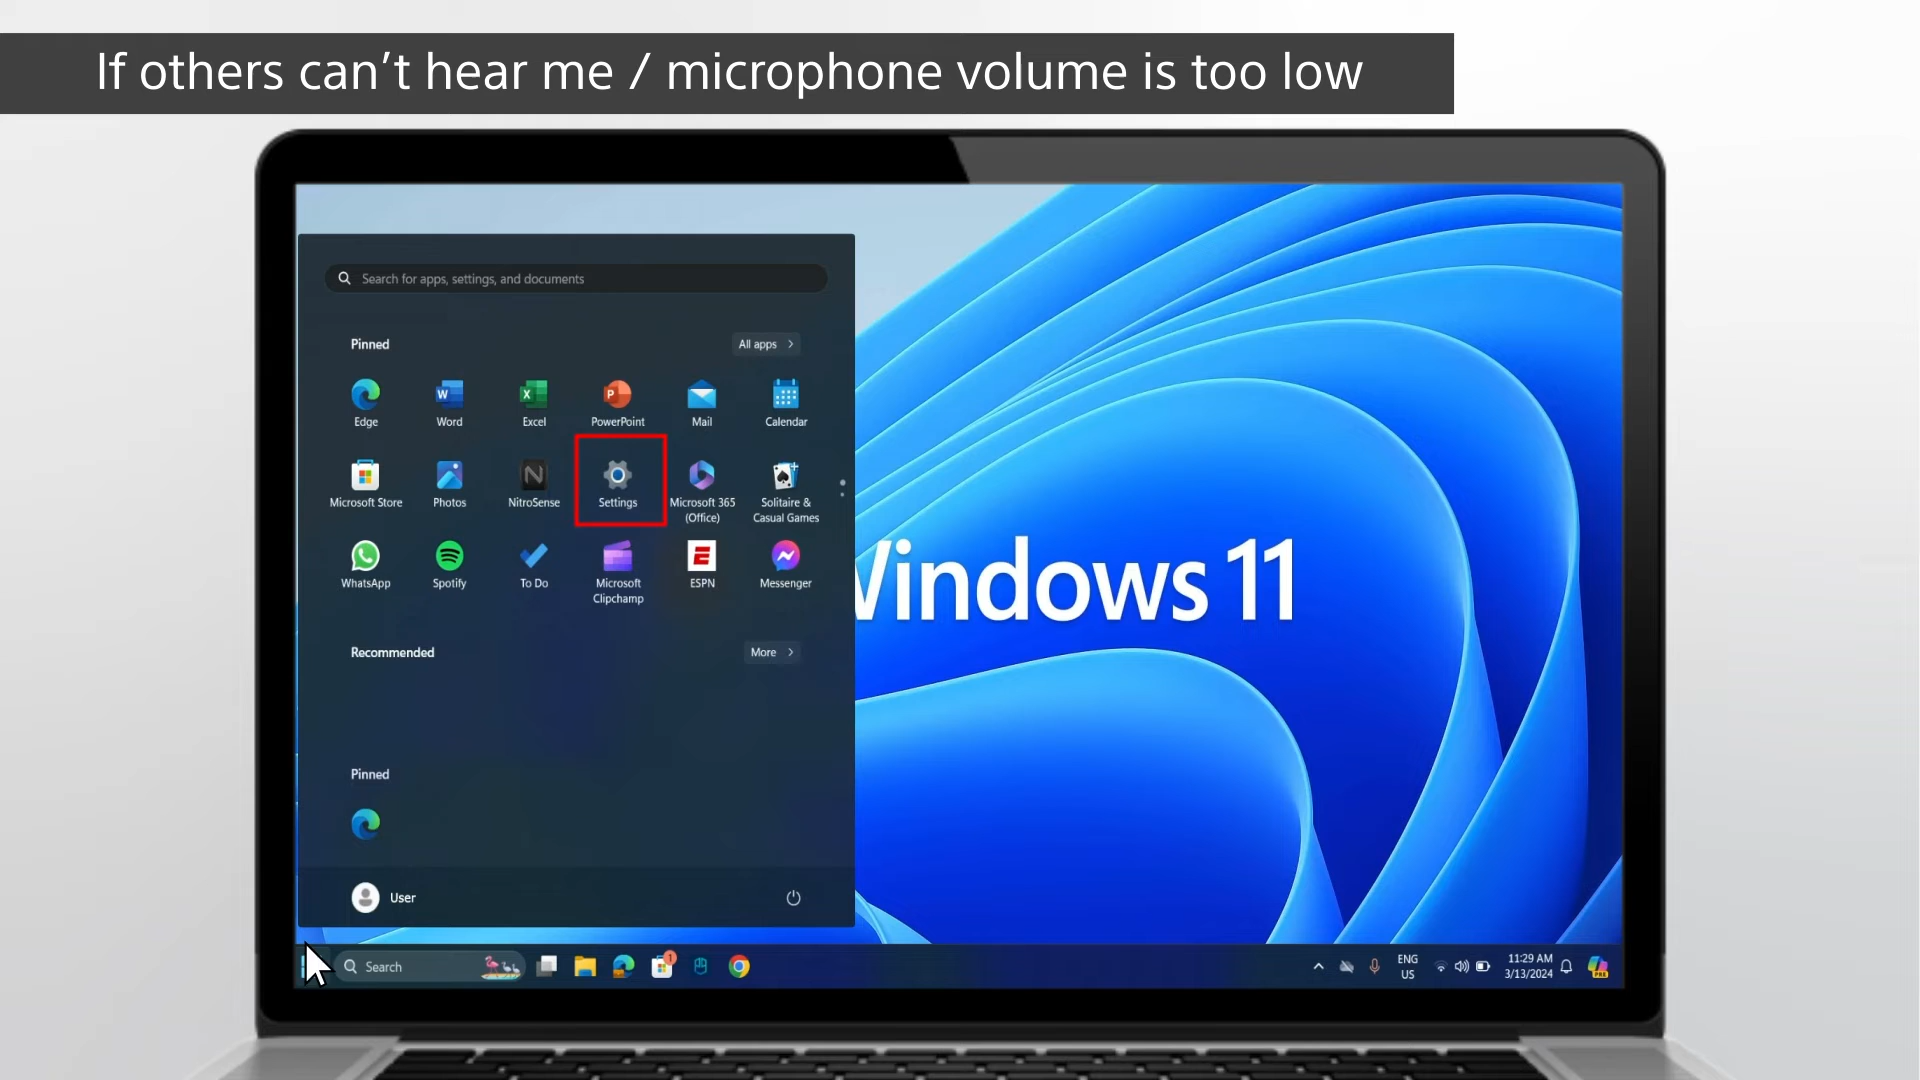 If others can't hear me / microphone volume is too low
Search for apps, settings, and documents
Pinned
All apps
Edge
Word
Excel
PowerPoint
Mail
Calendar
Microsoft Store
Photos
NitroSense
Settings
Microsoft 365
(Office)
Solitaire &
Casual Games
WhatsApp
Spotify
To Do
Microsoft
Clipchamp
ESPN
Messenger
Windows 11
Recommended
More
Pinned
User
Search
1
ENG
US
11:29 AM
3/13/2024
PRE